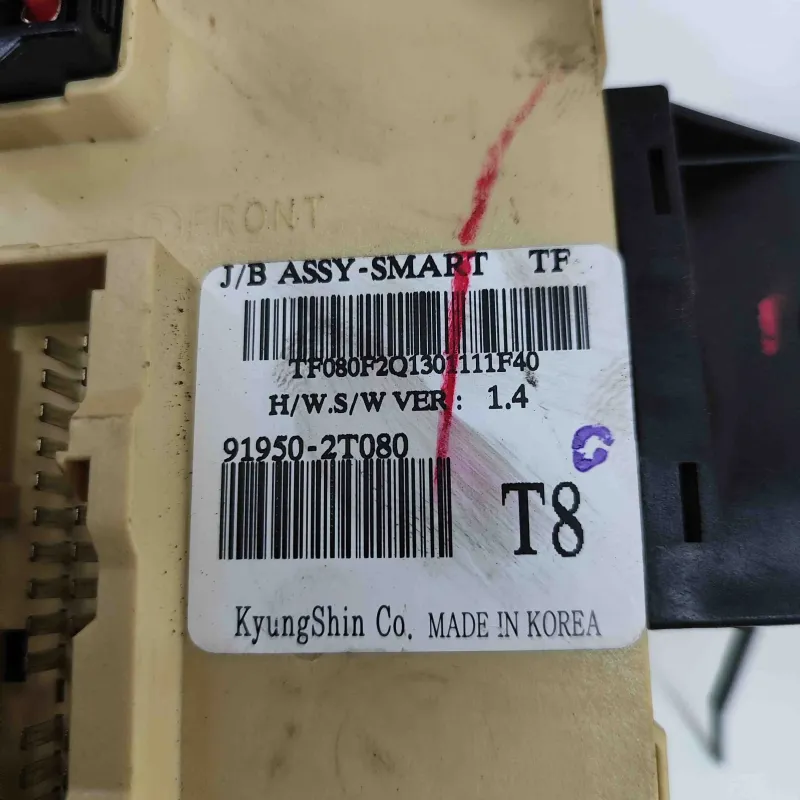 FRONT
J/B ASSY-SMART TF
TF080F2Q1301111F40
H/W.S/W VER : 1.4
91950-2T080
C
T8
KyungShin Co. MADE IN KOREA